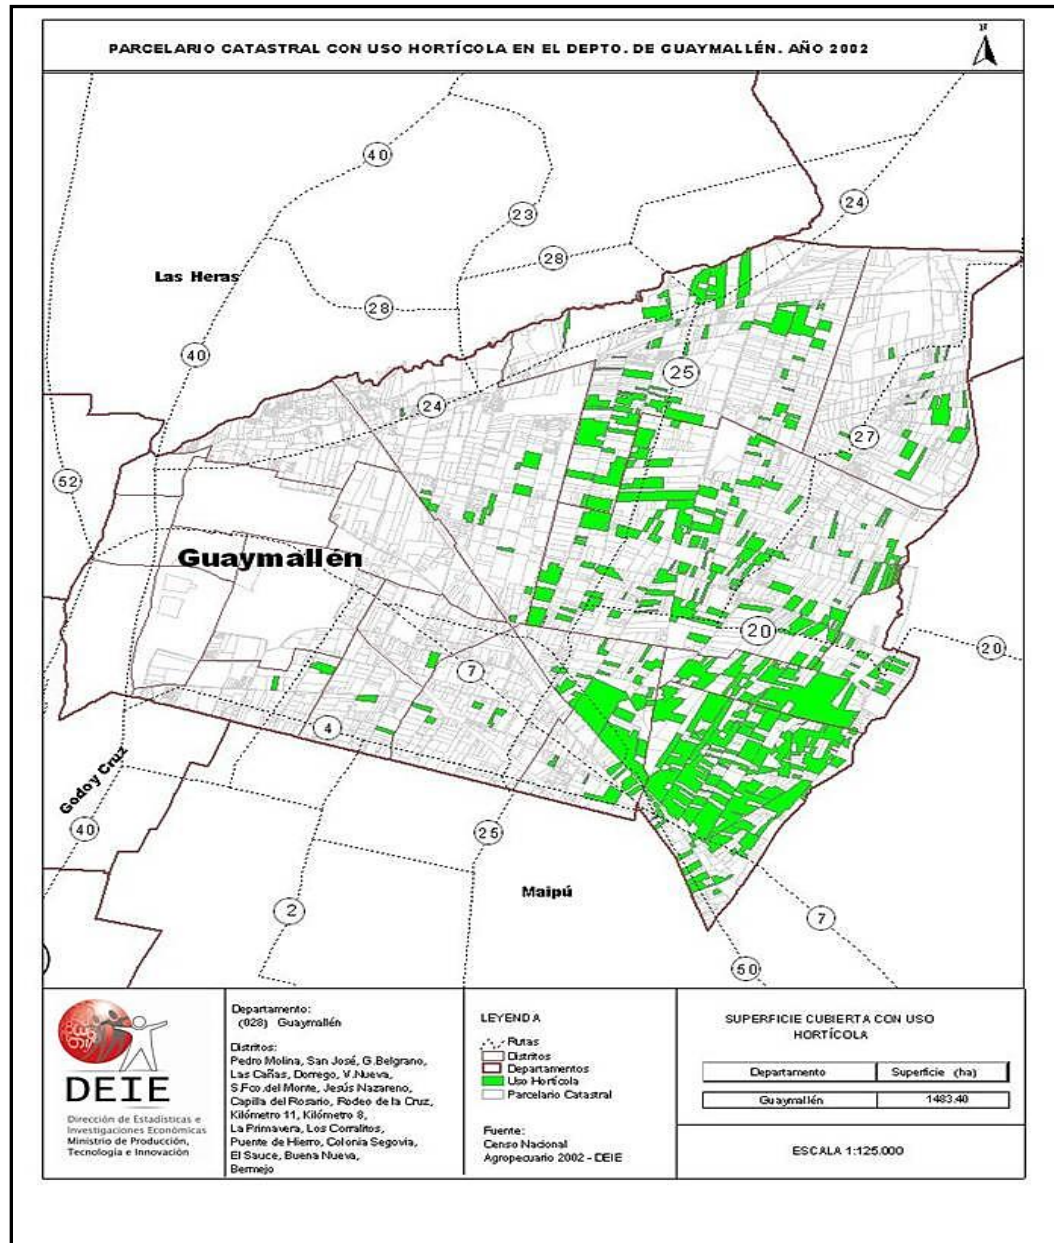 PARCELARIO CATASTRAL CON USO HORTÍCOLA EN EL DEPTO. DE GUAYMALLÉN. AÑO 2002
N
40
24
23
28
Las Heras
28
40
25
24
27
52
Guaymallén
20
20
7
4
Godoy Cruz
40
25
Maipú
2
7
50
DEIE
Dirección de Estadísticas e
Investigaciones Económicas
Ministerio de Producción,
Tecnología e Innovación
Departamento:
(028) Guaymallén
Distritos:
Pedro Molina, San José, G.Belgrano,
Las Cañas, Dorrego, V.Nueva,
S.Fco.del Monte, Jesús Nazareno,
Capilla del Rosario, Rodeo de la Cruz,
Kilómetro 11, Kilómetro 8,
La Primavera, Los Corralitos,
Puente de Hierro, Colonia Segovia,
El Sauce, Buena Nueva,
Bermejo
LEYENDA
Rutas
Distritos
Departamentos
Uso Hortícola
Parcelario Catastral
Fuente:
Censo Nacional
Agropecuario 2002 - DEIE
SUPERFICIE CUBIERTA CON USO
HORTÍCOLA
Departamento Superficie (ha)
Guaymallén 1483.40
ESCALA 1:125.000